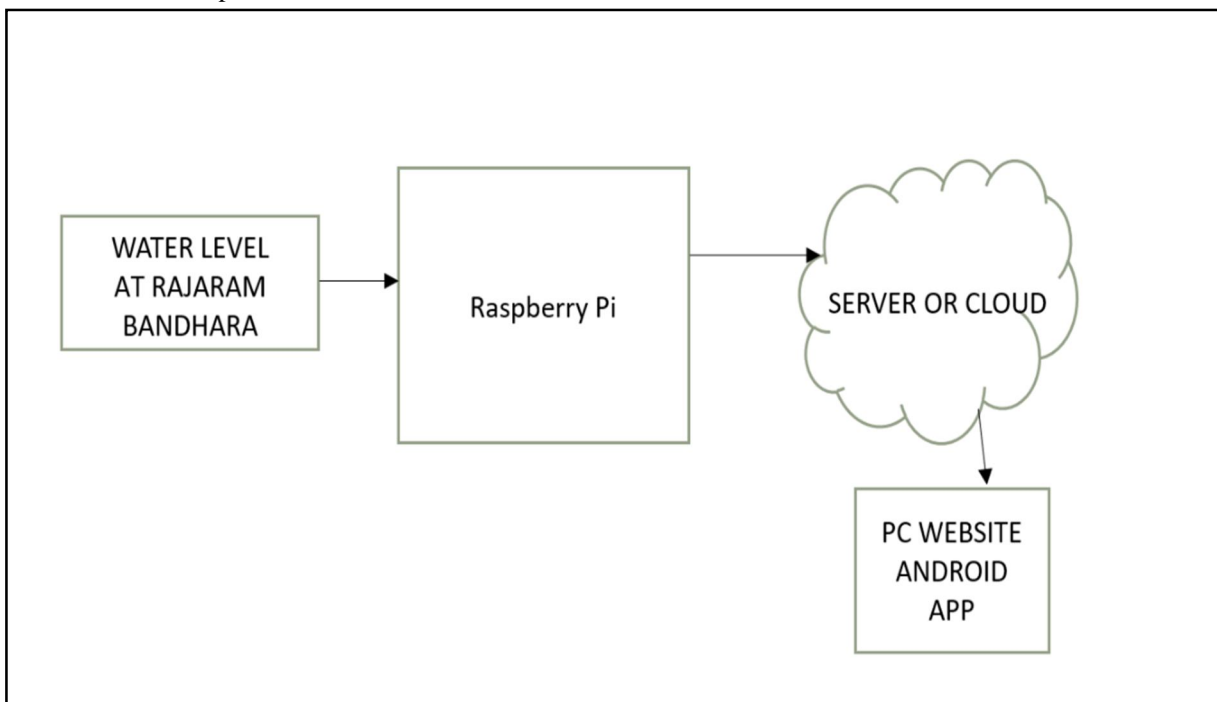 WATER LEVEL
AT RAJARAM
BANDHARA
Raspberry Pi
SERVER OR CLOUD
PC WEBSITE
ANDROID
APP